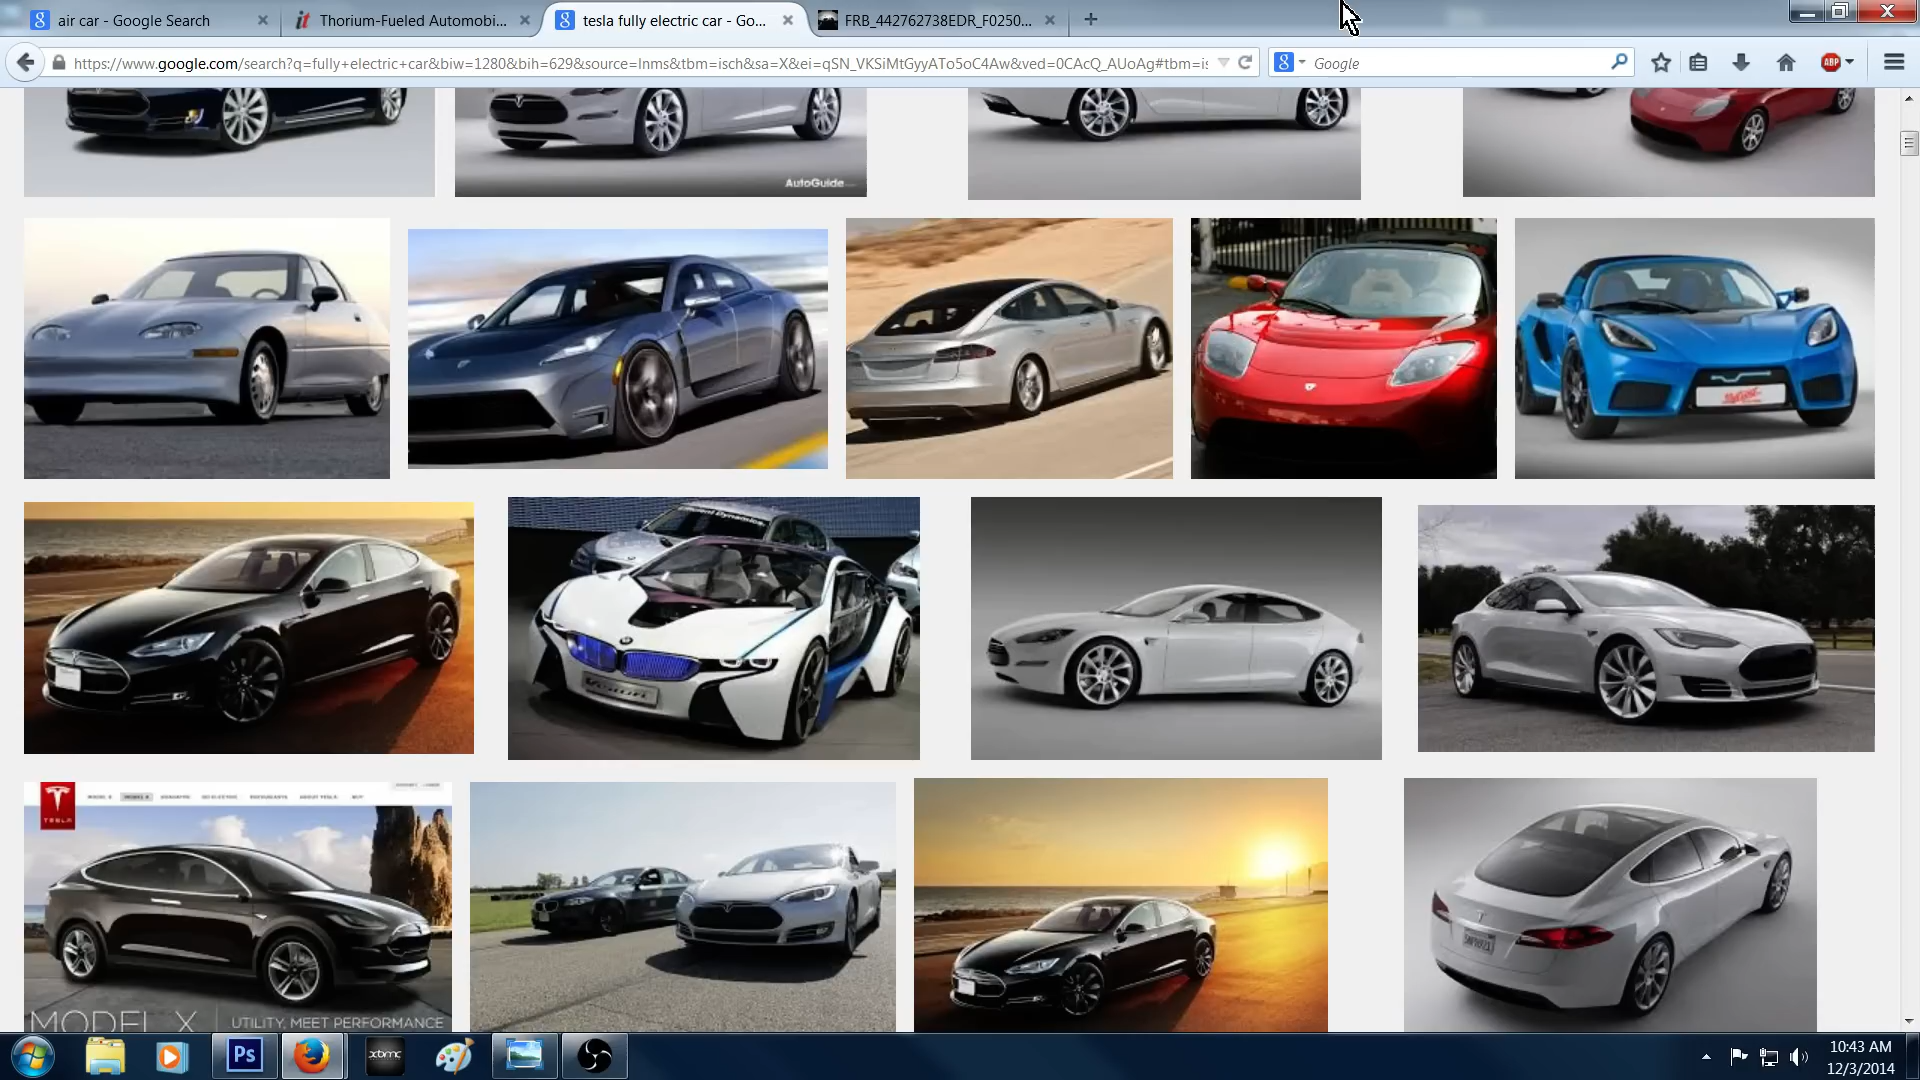 air car - Google Search
Thorium-Fueled Automobi...
tesla fully electric car - Go...
FRB_442762738EDR_F0250...
https://www.google.com/search?q=fully+electric+car&biw=1280&bih=629&source=lnms&tbm=isch&sa=X&ei=qSN_VKSiMtGyyATo5oC4Aw&ved=0CAcQ_AUoAg#tbm=is
Google
ABP
AutoGuide
TESLA
MODEL X
UTILITY, MEET PERFORMANCE
Ps
xbmc
10:43 AM
12/3/2014